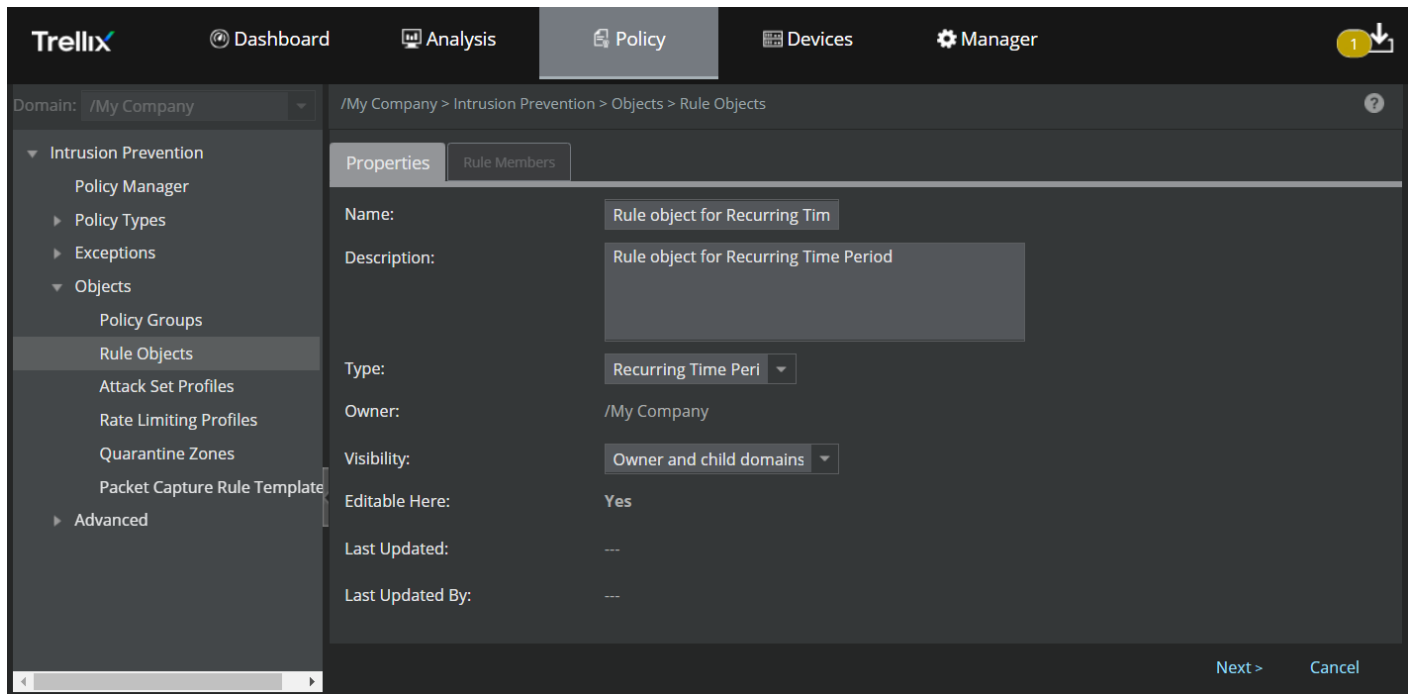 Trellix Dashboard Analysis Policy Devices Manager 1
Domain: /My Company
/My Company > Intrusion Prevention > Objects > Rule Objects ?
Intrusion Prevention
Policy Manager
Policy Types
Exceptions
Objects
Policy Groups
Rule Objects
Attack Set Profiles
Rate Limiting Profiles
Quarantine Zones
Packet Capture Rule Template
Advanced
Properties Rule Members
Name: Rule object for Recurring Tim
Description: Rule object for Recurring Time Period
Type: Recurring Time Peri
Owner: /My Company
Visibility: Owner and child domains
Editable Here: Yes
Last Updated: ---
Last Updated By: ---
Next > Cancel